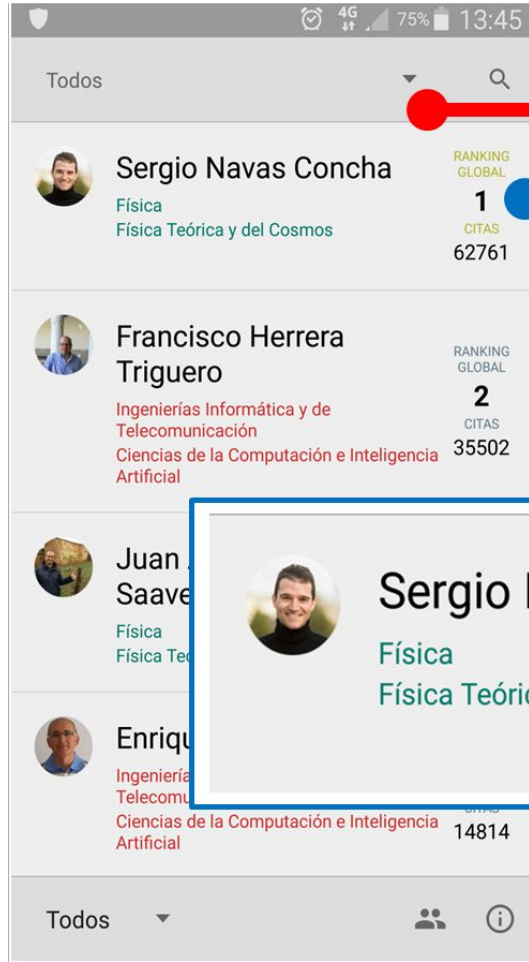 4G 75% 13:45
Todos
Sergio Navas Concha
Física
Física Teórica y del Cosmos
RANKING
GLOBAL
1
CITAS
62761
Francisco Herrera
Triguero
Ingenierías Informática y de
Telecomunicación
Ciencias de la Computación e Inteligencia
Artificial
RANKING
GLOBAL
2
CITAS
35502
Juan
Saave
Física
Física Teó
Sergio
Física
Física Teóric
Enriqu
Ingeniería
Telecomu
Ciencias de la Computación e Inteligencia
Artificial
14814
Todos